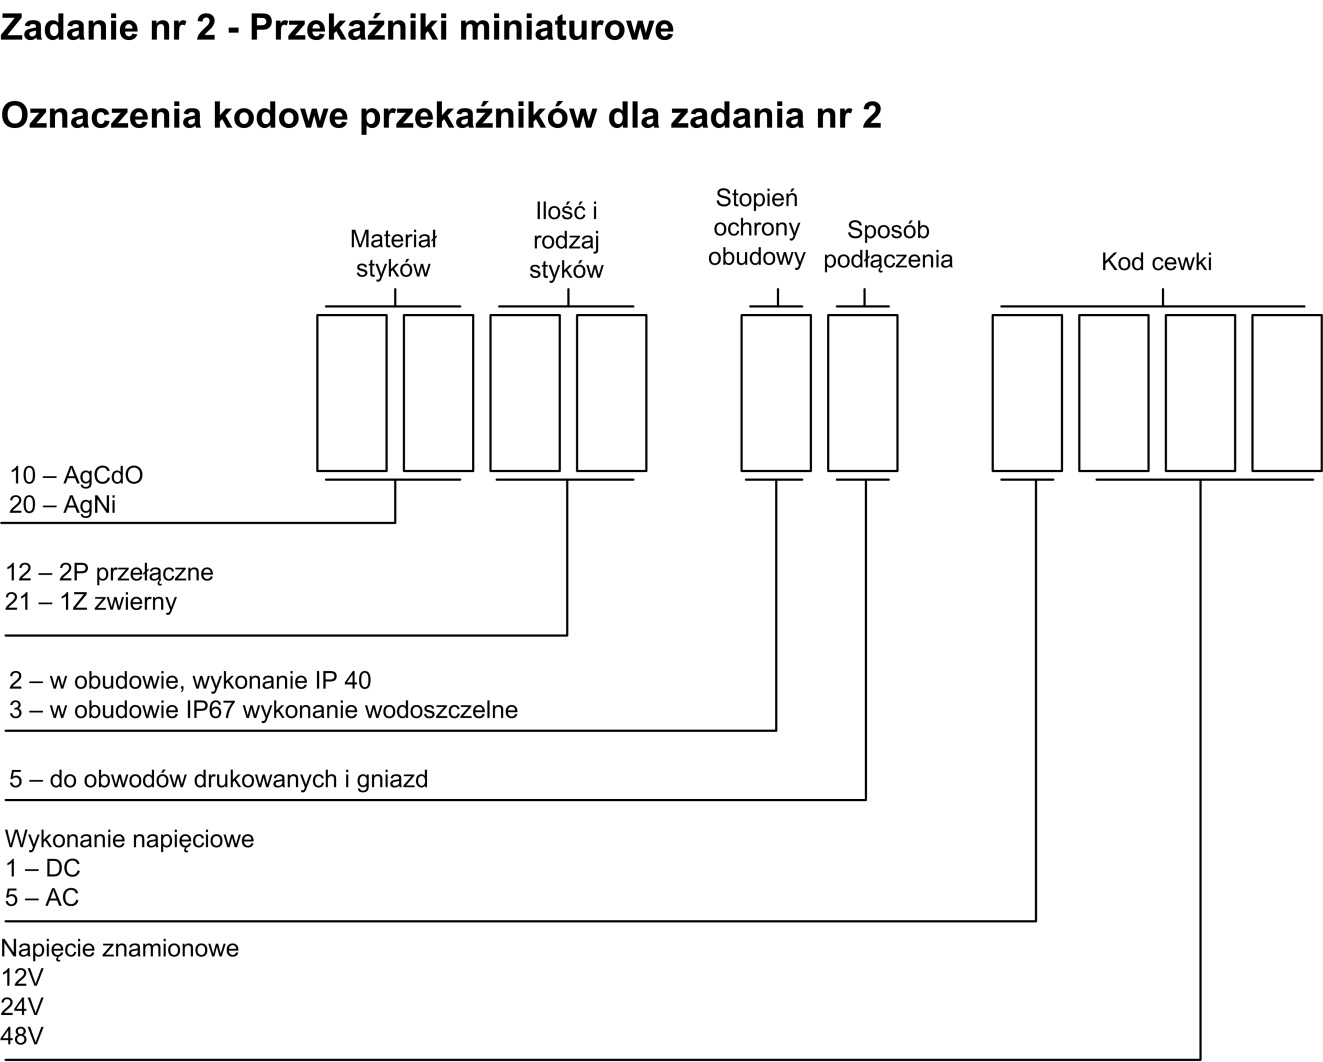 Zadanie nr 2 - Przekaźniki miniaturowe
Oznaczenia kodowe przekaźników dla zadania nr 2
Materiał
styków
Ilość i
rodzaj
styków
Stopień
ochrony
obudowy
Sposób
podłączenia
Kod cewki
10 – AgCdO
20 – AgNi
12 – 2P przełączne
21 – 1Z zwierny
2 – w obudowie, wykonanie IP 40
3 – w obudowie IP67 wykonanie wodoszczelne
5 – do obwodów drukowanych i gniazd
Wykonanie napięciowe
1 – DC
5 – AC
Napięcie znamionowe
12V
24V
48V